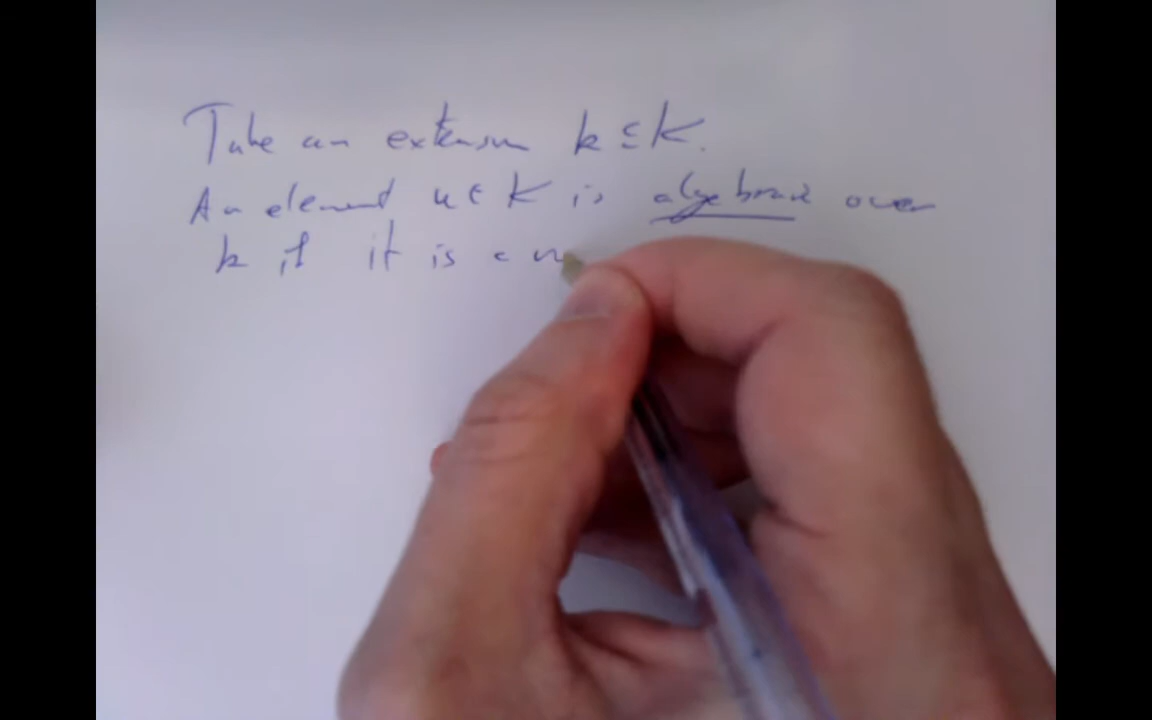 Take an extension k ⊆ K.
An element u ∈ K is algebraic over
k if it is a